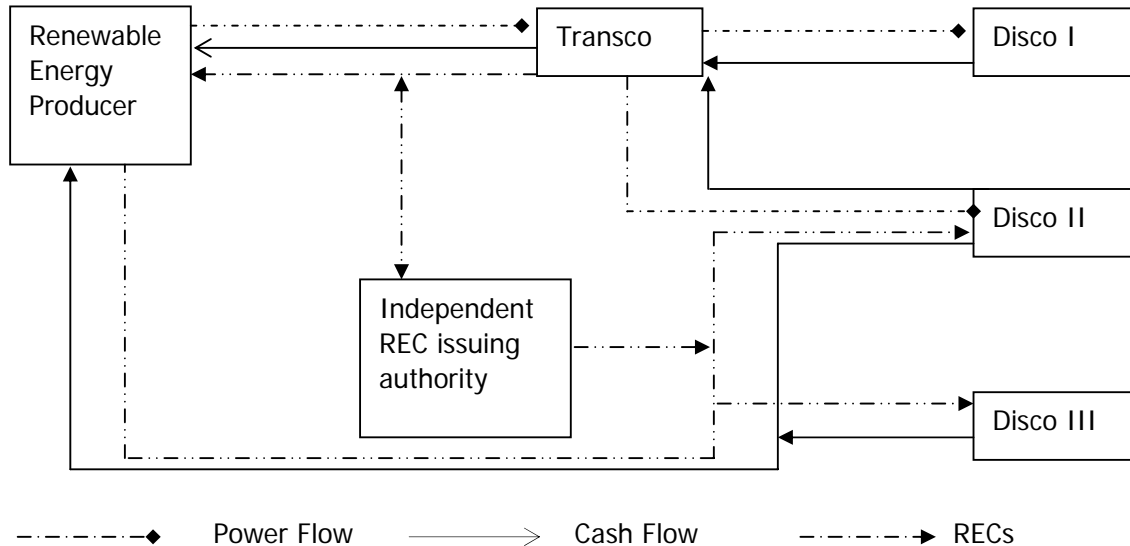 Renewable
Energy
Producer
Transco
Disco I
Disco II
Independent
REC issuing
authority
Disco III
Power Flow
Cash Flow
RECs